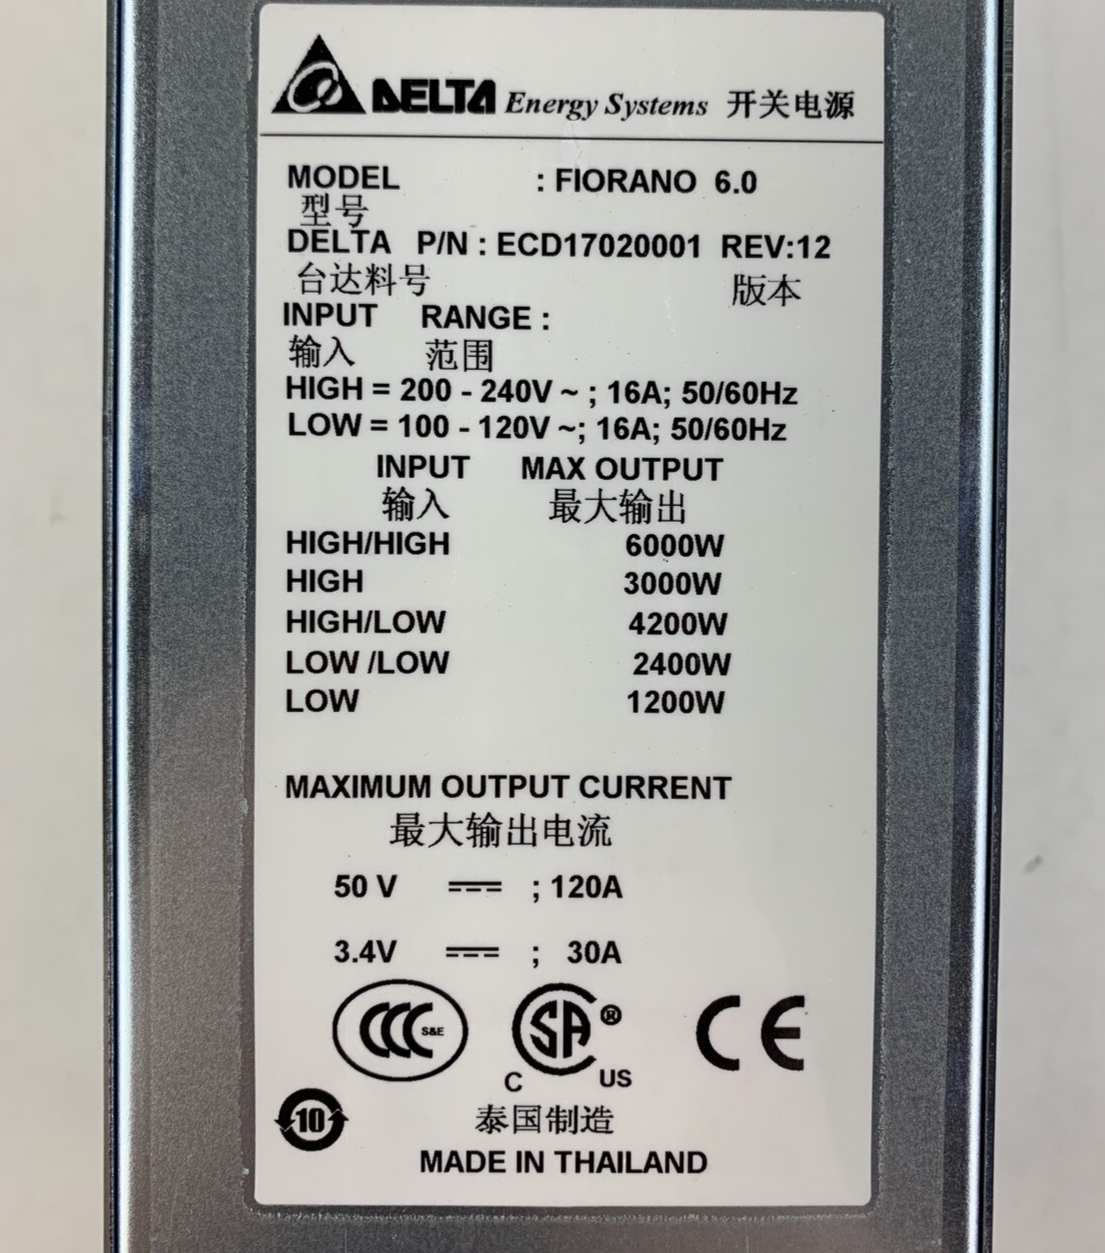 DELTA Energy Systems 开关电源
MODEL : FIORANO 6.0
型号
DELTA P/N : ECD17020001 REV:12
台达料号 版本
INPUT RANGE :
输入 范围
HIGH = 200 - 240V ~ ; 16A; 50/60Hz
LOW = 100 - 120V ~; 16A; 50/60Hz
INPUT MAX OUTPUT
输入 最大输出
HIGH/HIGH 6000W
HIGH 3000W
HIGH/LOW 4200W
LOW /LOW 2400W
LOW 1200W
MAXIMUM OUTPUT CURRENT
最大输出电流
50 V ⎓ ; 120A
3.4V ⎓ ; 30A
CCC S&E SA ® CE
C US
10 泰国制造
MADE IN THAILAND